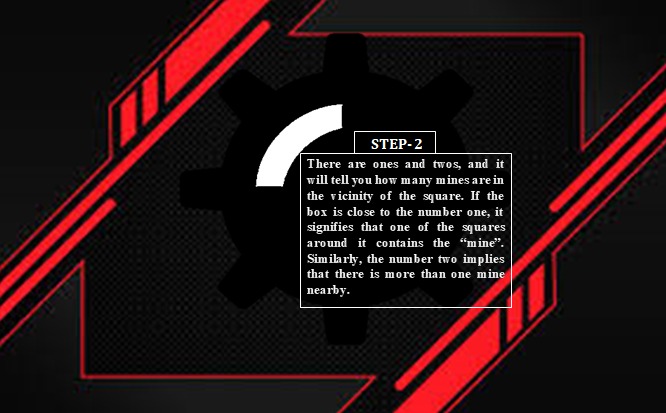 STEP-2
There are ones and twos, and it
will tell you how many mines are in
the vicinity of the square. If the
box is close to the number one, it
signifies that one of the squares
around it contains the “mine”.
Similarly, the number two implies
that there is more than one mine
nearby.